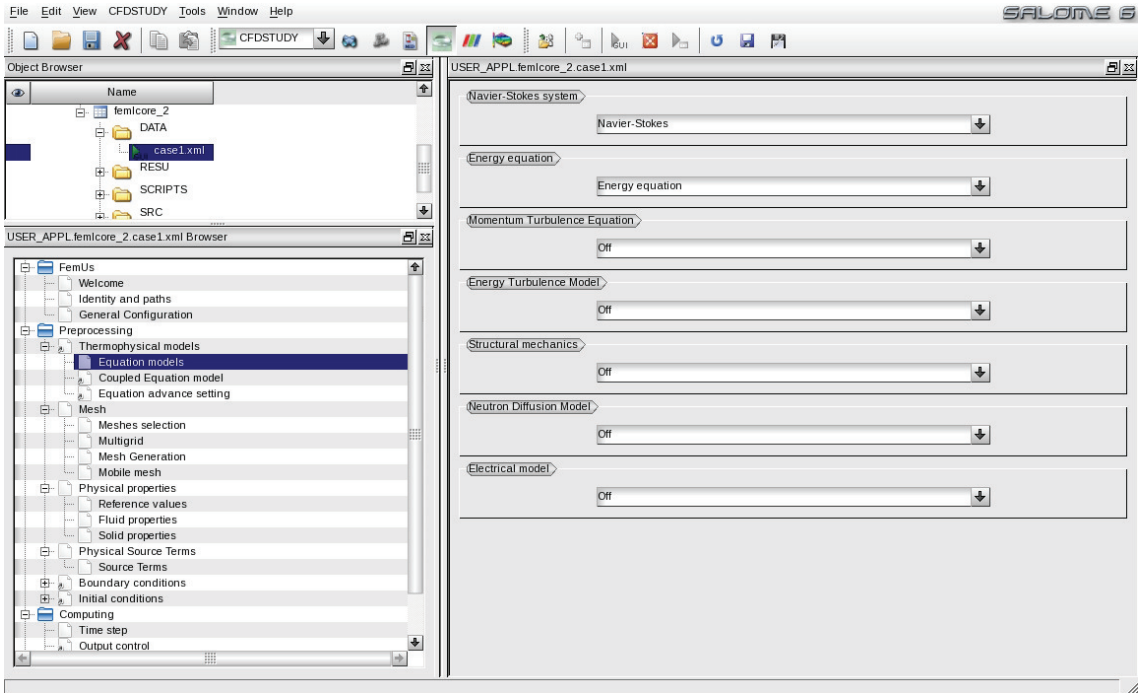 File Edit View CFDSTUDY Tools Window Help
SALOME 6
CFDSTUDY
GUI
Object Browser
Name
femlcore_2
DATA
case1.xml
RESU
SCRIPTS
SRC
USER_APPL.femlcore_2.case1.xml Browser
FemUs
Welcome
Identity and paths
General Configuration
Preprocessing
Thermophysical models
Equation models
Coupled Equation model
Equation advance setting
Mesh
Meshes selection
Multigrid
Mesh Generation
Mobile mesh
Physical properties
Reference values
Fluid properties
Solid properties
Physical Source Terms
Source Terms
Boundary conditions
Initial conditions
Computing
Time step
Output control
USER_APPL.femlcore_2.case1.xml
Navier-Stokes system
Navier-Stokes
Energy equation
Energy equation
Momentum Turbulence Equation
Off
Energy Turbulence Model
Off
Structural mechanics
Off
Neutron Diffusion Model
Off
Electrical model
Off